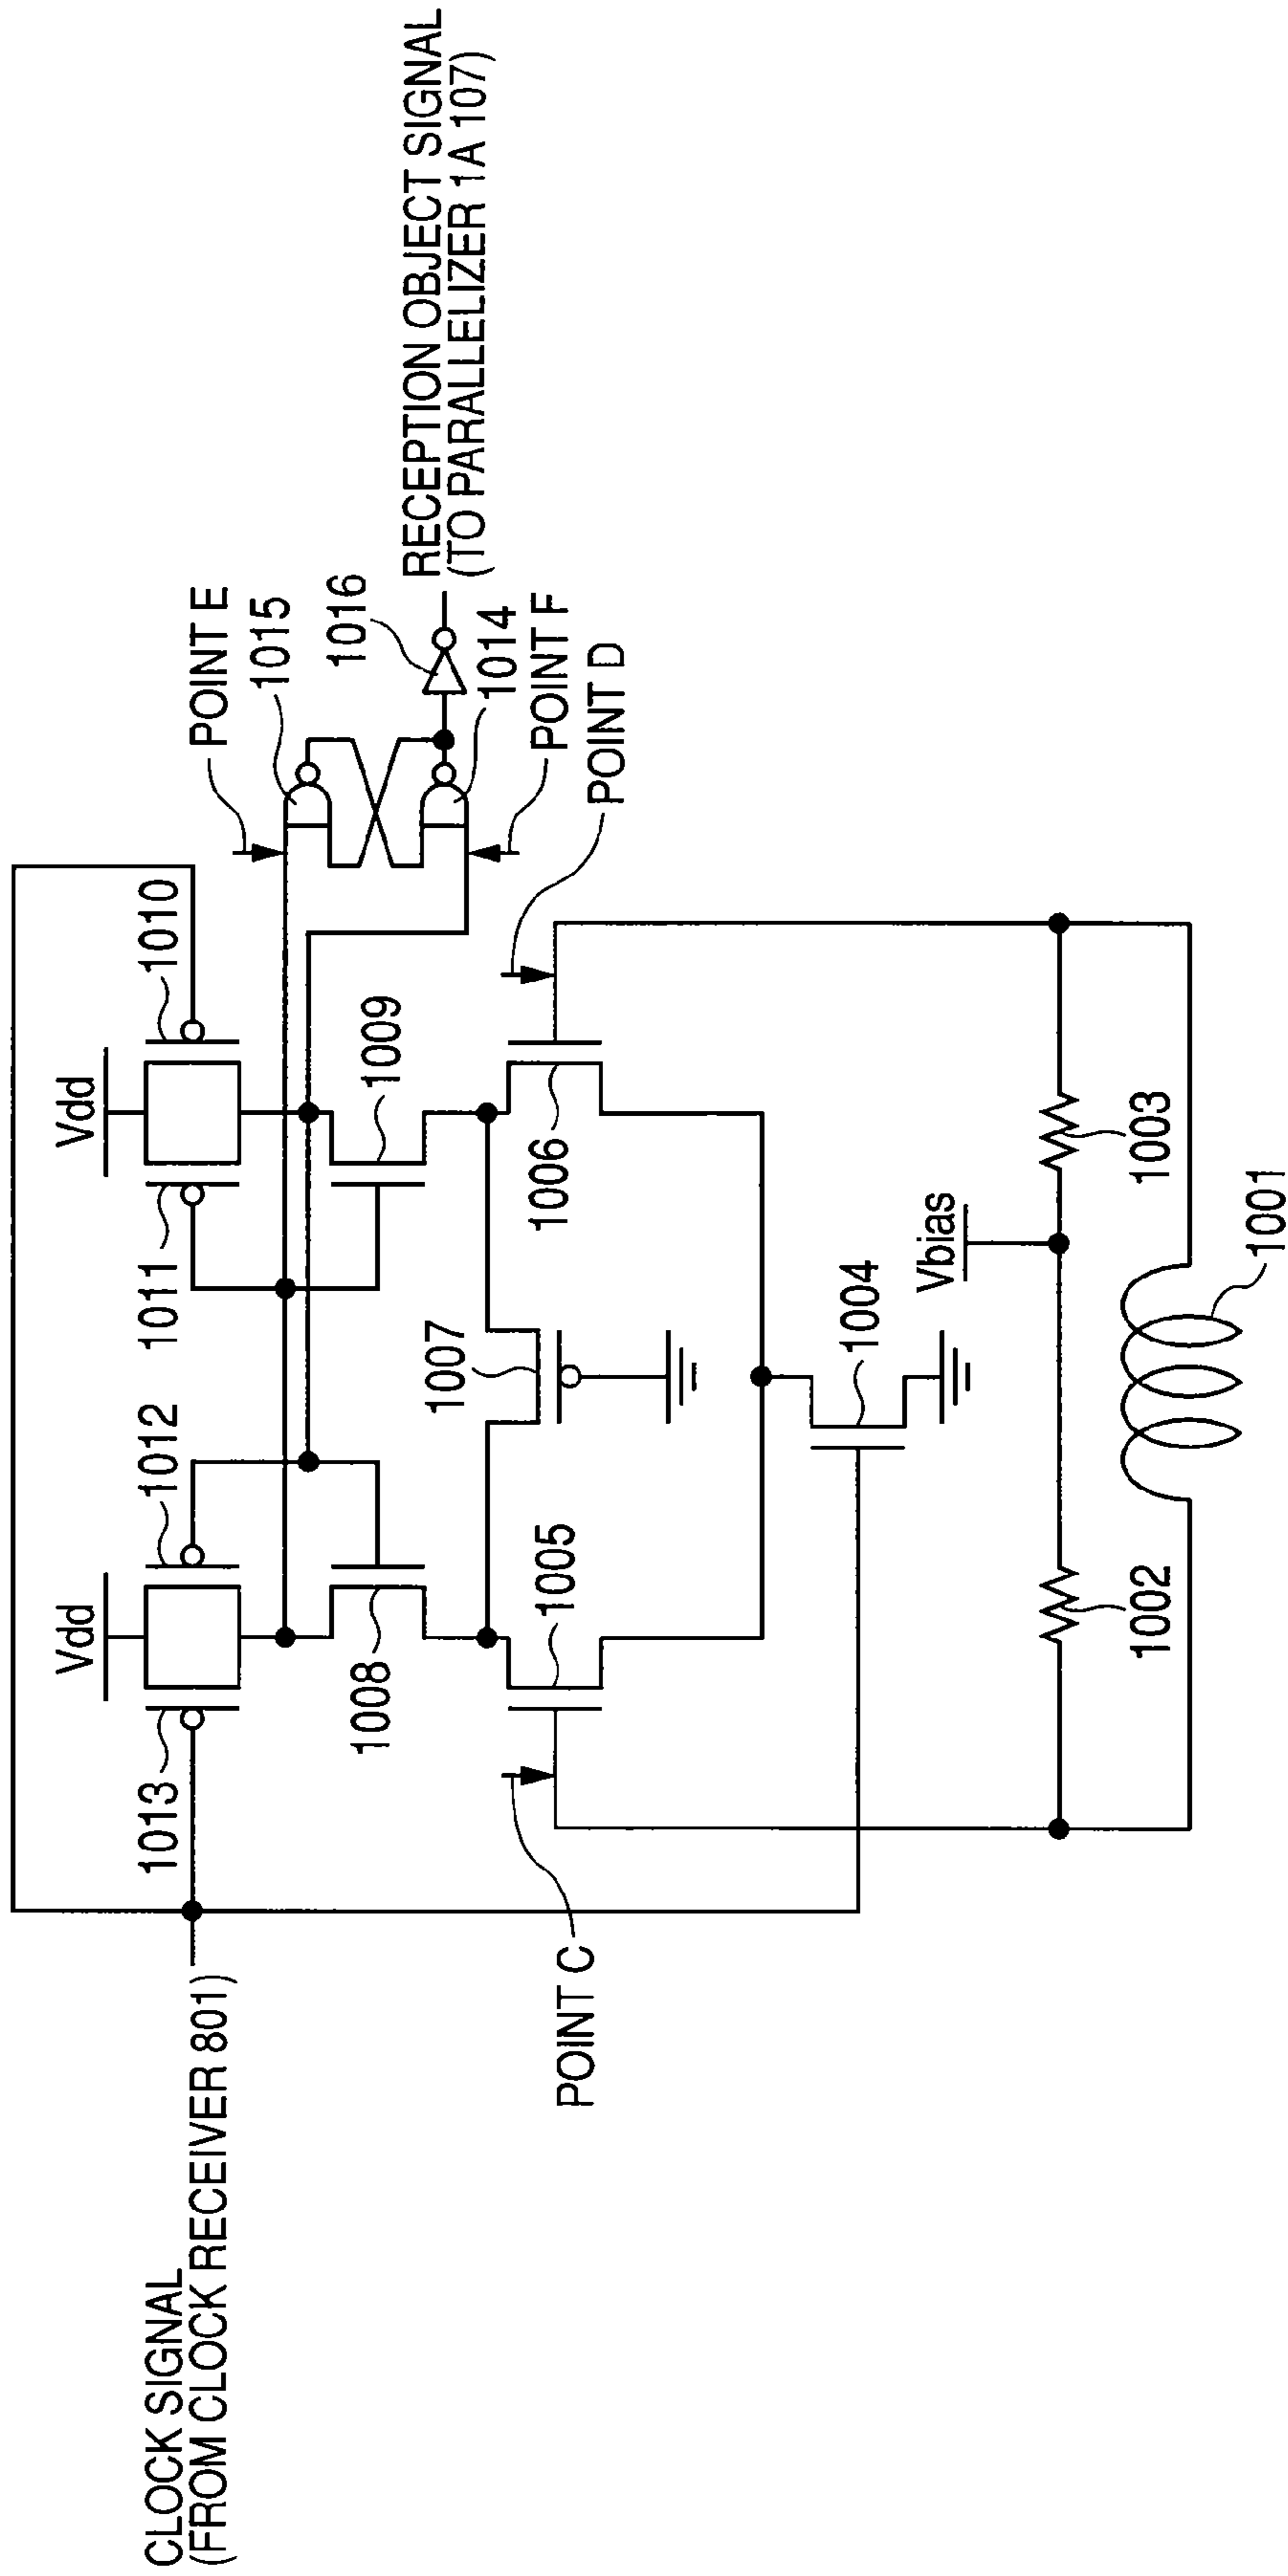 CLOCK SIGNAL
(FROM CLOCK RECEIVER 801)
Vdd
Vdd
1013
1012
1011
1010
POINT E
1015
1016
RECEPTION OBJECT SIGNAL
(TO PARALLELIZER 1A 107)
1014
POINT F
POINT D
1008
1009
1007
POINT C
1005
1006
1004
Vbias
1002
1003
1001